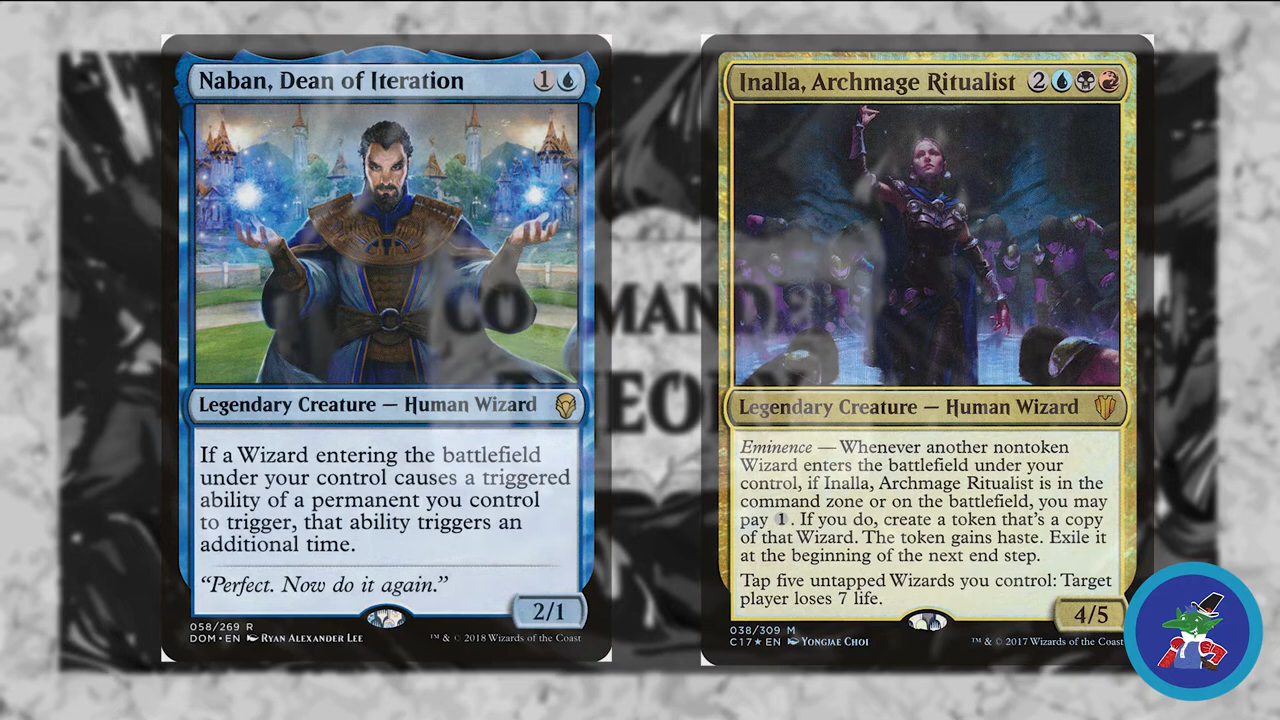 Naban, Dean of Iteration 1
Legendary Creature — Human Wizard
If a Wizard entering the battlefield
under your control causes a triggered
ability of a permanent you control
to trigger, that ability triggers an
additional time.
“Perfect. Now do it again.”
2/1
058/269 R
DOM • EN Ryan Alexander Lee
™ & © 2018 Wizards of the Coast
Inalla, Archmage Ritualist 2
Legendary Creature — Human Wizard
Eminence — Whenever another nontoken
Wizard enters the battlefield under your
control, if Inalla, Archmage Ritualist is in the
command zone or on the battlefield, you may
pay 1. If you do, create a token that's a copy
of that Wizard. The token gains haste. Exile it
at the beginning of the next end step.
Tap five untapped Wizards you control: Target
player loses 7 life.
4/5
038/309 M
C17★EN Yongjae Choi
™ & © 2017 Wizards of the Coast